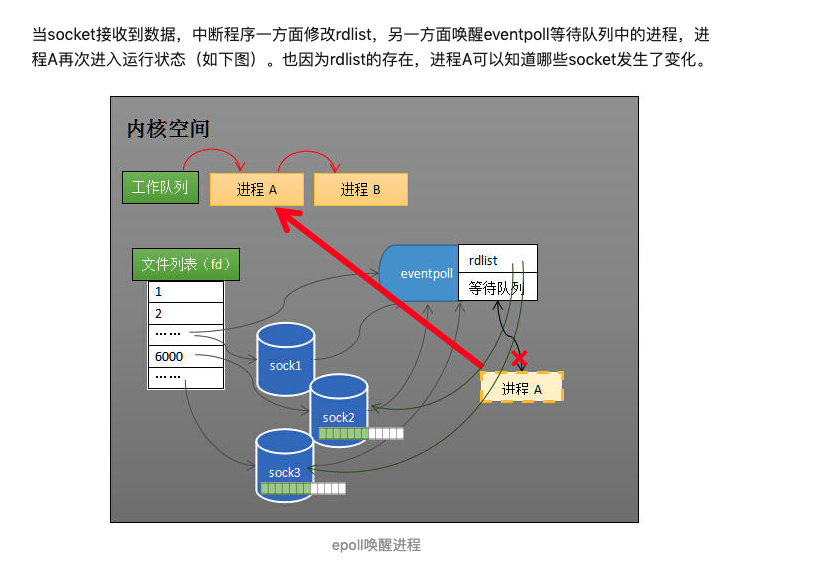 当socket接收到数据，中断程序一方面修改rdlist，另一方面唤醒eventpoll等待队列中的进程，进
程A再次进入运行状态（如下图）。也因为rdlist的存在，进程A可以知道哪些socket发生了变化。
内核空间
工作队列
进程 A
进程 B
文件列表（fd）
1
2
……
6000
……
eventpoll
rdlist
等待队列
sock1
进程 A
sock2
sock3
epoll唤醒进程